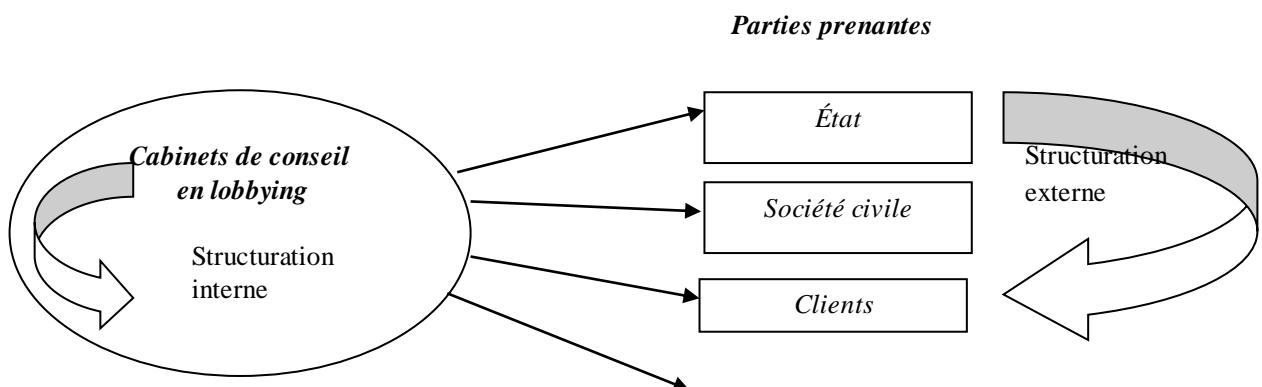 Parties prenantes
État
Cabinets de conseil
en lobbying
Structuration
externe
Société civile
Structuration
interne
Clients